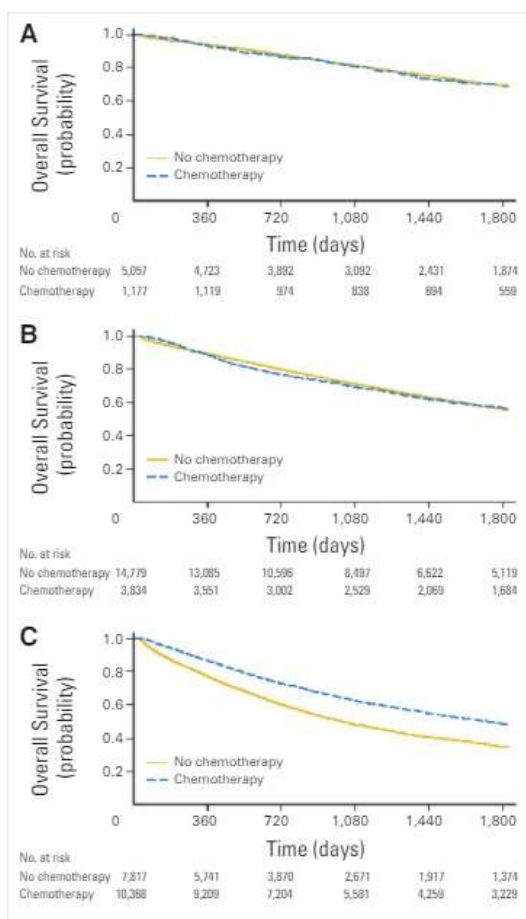 A
Overall Survival
(probability)
1.0
0.8
0.6
0.4
0.2
No chemotherapy
Chemotherapy
0 360 720 1,080 1,440 1,800
Time (days)
No. at risk
No chemotherapy 5,057 4,723 3,892 3,092 2,431 1,874
Chemotherapy 1,177 1,119 974 838 694 559
B
Overall Survival
(probability)
1.0
0.8
0.6
0.4
0.2
No chemotherapy
Chemotherapy
0 360 720 1,080 1,440 1,800
Time (days)
No. at risk
No chemotherapy 14,779 13,085 10,596 8,497 6,622 5,119
Chemotherapy 3,834 3,551 3,002 2,529 2,069 1,684
C
Overall Survival
(probability)
1.0
0.8
0.6
0.4
0.2
No chemotherapy
Chemotherapy
0 360 720 1,080 1,440 1,800
Time (days)
No. at risk
No chemotherapy 7,817 5,741 3,870 2,671 1,917 1,374
Chemotherapy 10,368 9,209 7,204 5,581 4,259 3,229